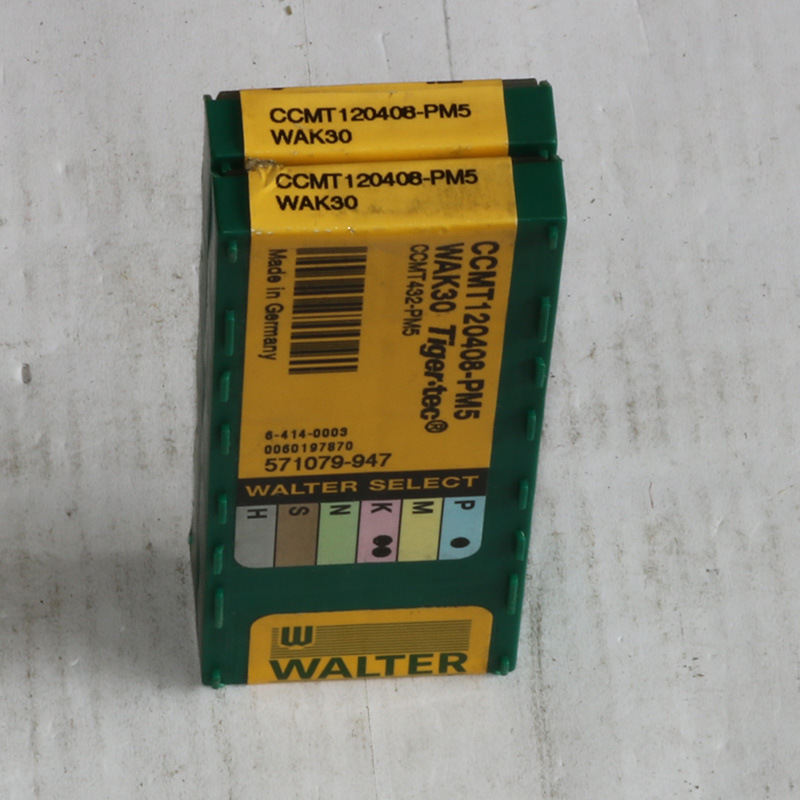 CCMT120408-PM5
WAK30
CCMT120408-PM5
WAK30
CCMT120408-PM5
WAK30 Tiger·tec®
CCMT432-PM5
Made in Germany
6-414-0003
0060197870
571079-947
WALTER SELECT
H S N K M P
W
WALTER